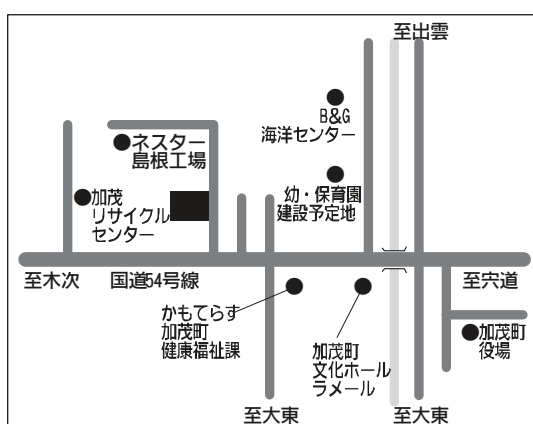 至出雲
B&G
海洋センター
ネスター
島根工場
加茂
リサイクル
センター
幼・保育園
建設予定地
至木次
国道54号線
至宍道
かもてらす
加茂町
健康福祉課
加茂町
文化ホール
ラメール
加茂町
役場
至大東
至大東